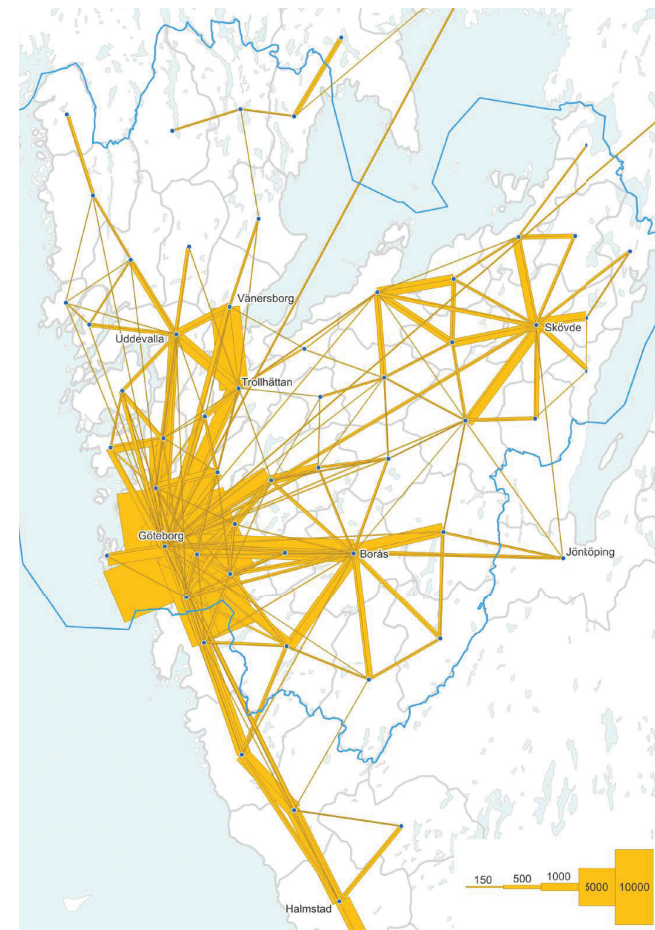 Vänersborg
Uddevalla
Skövde
Trollhättan
Göteborg
Borås
Jönköping
150
500
1000
5000
10000
Halmstad